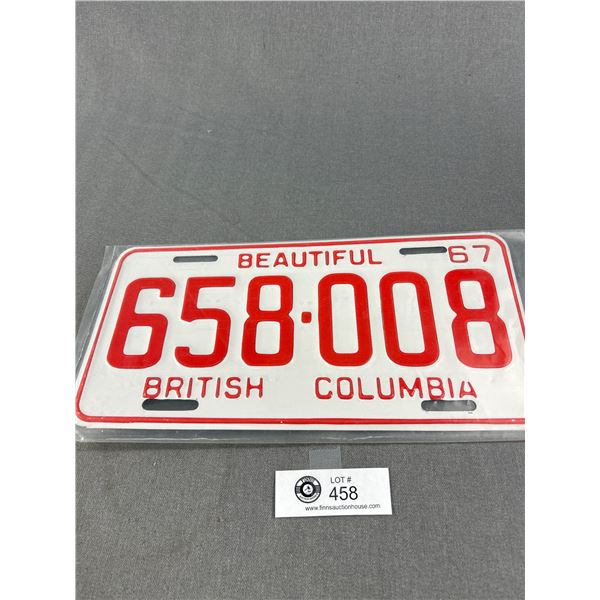 BEAUTIFUL 67
658·008
BRITISH COLUMBIA
LOT #
458
www.finnsauctionhouse.com